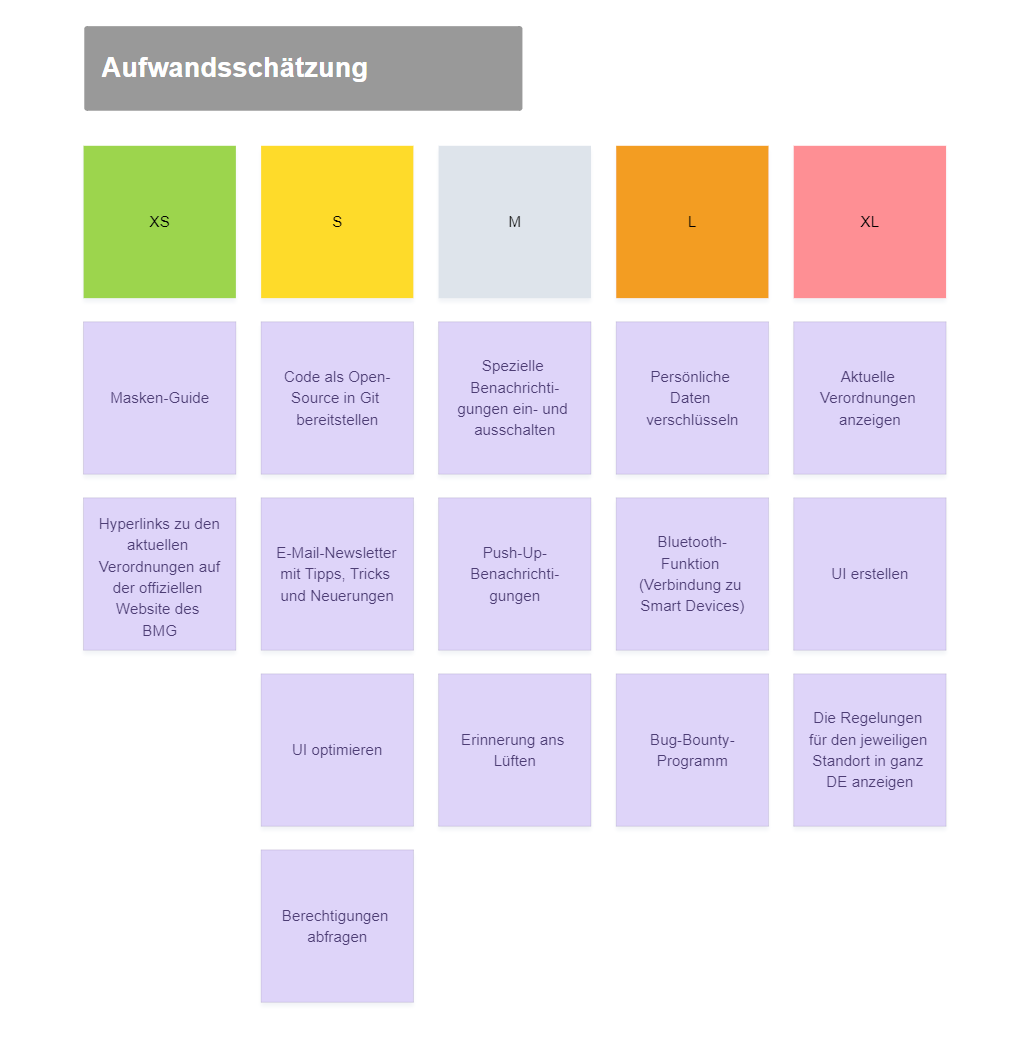 Aufwandsschätzung
XS
S
M
L
XL
Masken-Guide
Code als Open-
Source in Git
bereitstellen
Spezielle
Benachrichti-
gungen ein- und
ausschalten
Persönliche
Daten
verschlüsseln
Aktuelle
Verordnungen
anzeigen
Hyperlinks zu den
aktuellen
Verordnungen auf
der offiziellen
Website des
BMG
E-Mail-Newsletter
mit Tipps, Tricks
und Neuerungen
Push-Up-
Benachrichti-
gungen
Bluetooth-
Funktion
(Verbindung zu
Smart Devices)
UI erstellen
UI optimieren
Erinnerung ans
Lüften
Bug-Bounty-
Programm
Die Regelungen
für den jeweiligen
Standort in ganz
DE anzeigen
Berechtigungen
abfragen